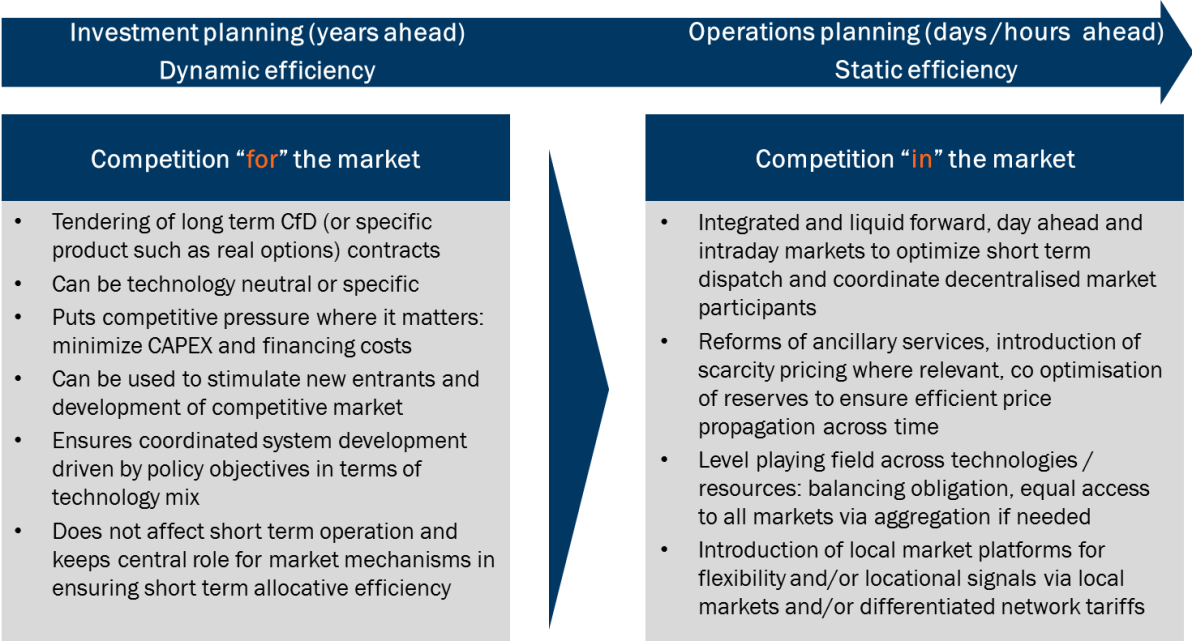 Investment planning (years ahead)
Dynamic efficiency
Operations planning (days/hours ahead)
Static efficiency
Competition “for” the market
• Tendering of long term CfD (or specific
product such as real options) contracts
• Can be technology neutral or specific
• Puts competitive pressure where it matters:
minimize CAPEX and financing costs
• Can be used to stimulate new entrants and
development of competitive market
• Ensures coordinated system development
driven by policy objectives in terms of
technology mix
• Does not affect short term operation and
keeps central role for market mechanisms in
ensuring short term allocative efficiency
Competition “in” the market
• Integrated and liquid forward, day ahead and
intraday markets to optimize short term
dispatch and coordinate decentralised market
participants
• Reforms of ancillary services, introduction of
scarcity pricing where relevant, co optimisation
of reserves to ensure efficient price
propagation across time
• Level playing field across technologies /
resources: balancing obligation, equal access
to all markets via aggregation if needed
• Introduction of local market platforms for
flexibility and/or locational signals via local
markets and/or differentiated network tariffs